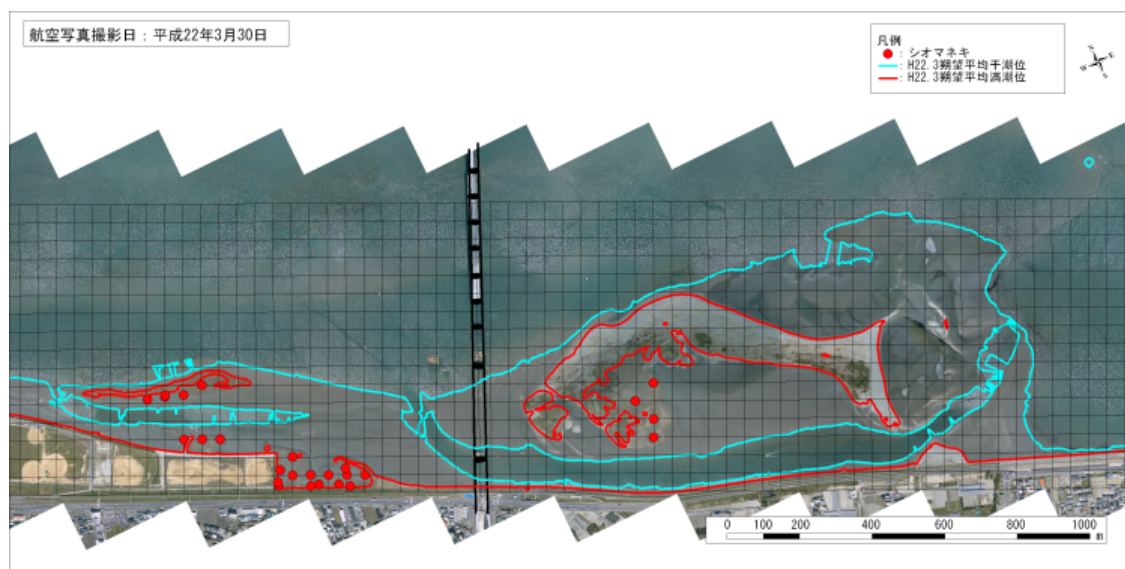 航空写真撮影日：平成22年3月30日
凡例
：シオマネキ
：H22.3朔望平均干潮位
：H22.3朔望平均満潮位
N
W E
S
0 100 200 400 600 800 1000
m